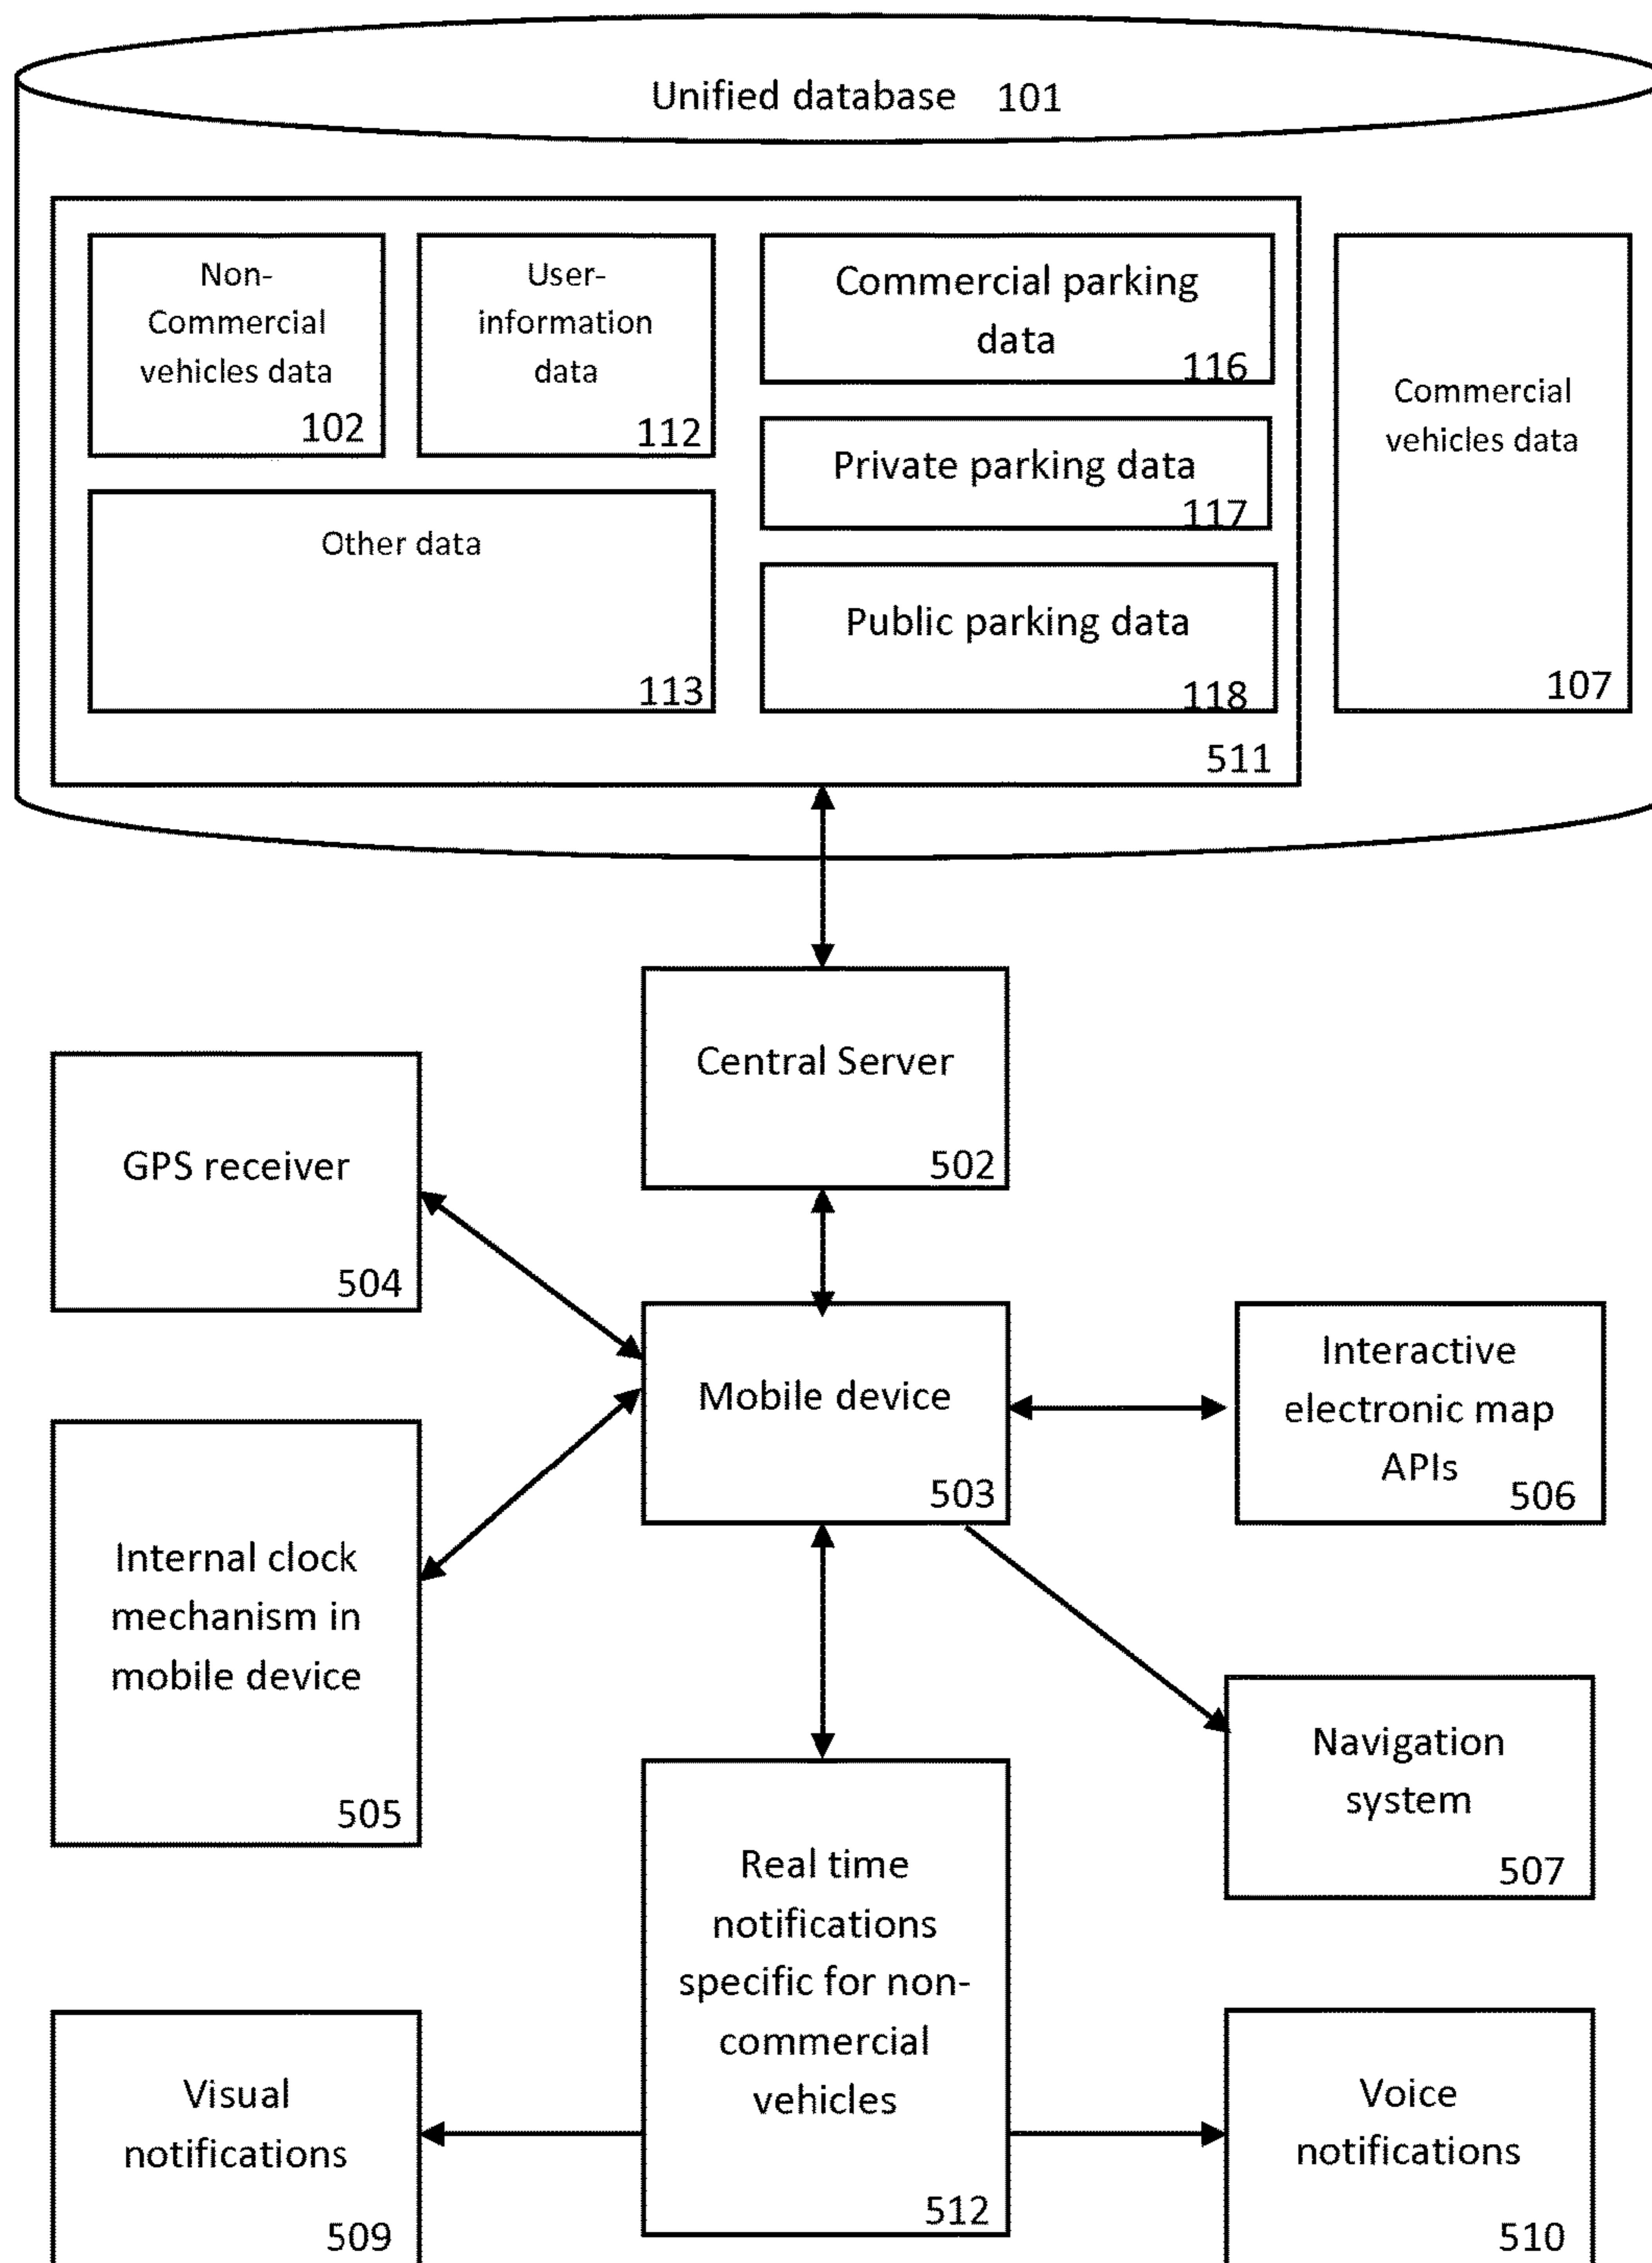 Unified database 101
Non-
Commercial
vehicles data
102
User-
information
data
112
Commercial parking
data
116
Private parking data
117
Public parking data
118
Other data
113
511
Commercial
vehicles data
107
Central Server
502
GPS receiver
504
Mobile device
503
Interactive
electronic map
APIs
506
Internal clock
mechanism in
mobile device
505
Navigation
system
507
Real time
notifications
specific for non-
commercial
vehicles
512
Visual
notifications
509
Voice
notifications
510